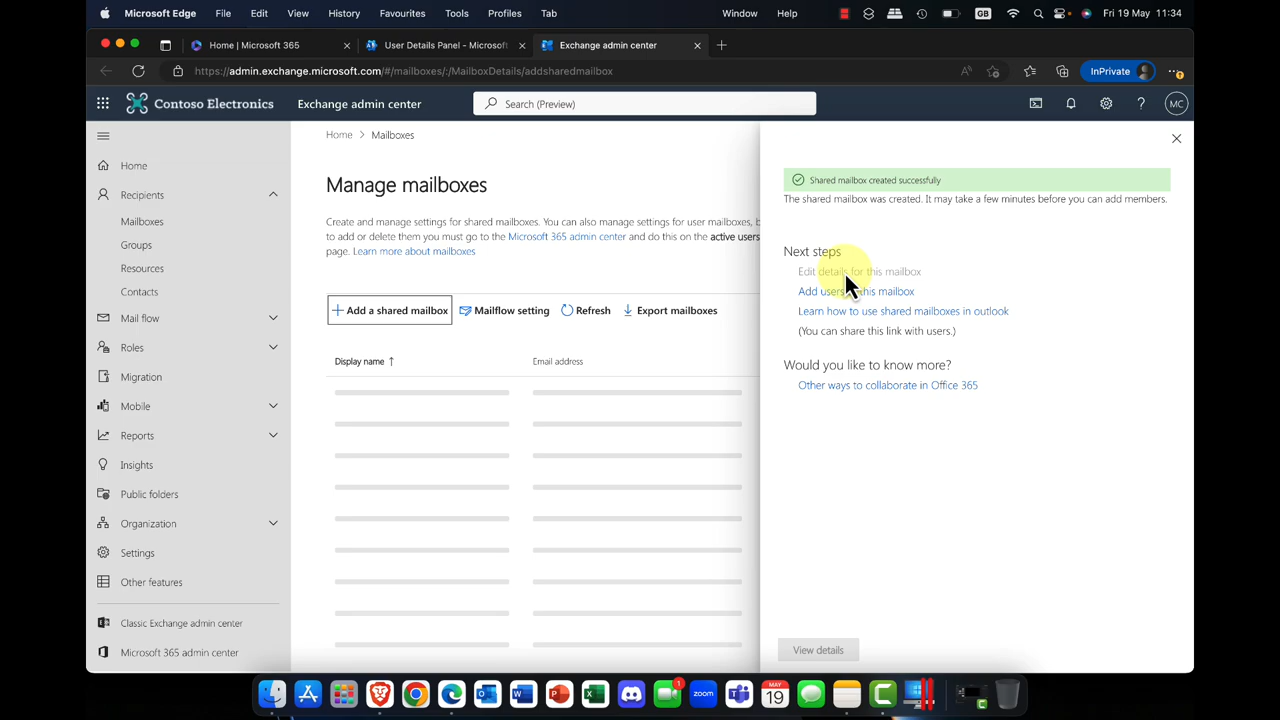 Microsoft Edge File Edit View History Favourites Tools Profiles Tab Window Help GB Fri 19 May 11:34
Home | Microsoft 365
User Details Panel - Microsoft
Exchange admin center
https://admin.exchange.microsoft.com/#/mailboxes/:/MailboxDetails/addsharedmailbox
InPrivate
Contoso Electronics
Exchange admin center
Search (Preview)
MC
Home
Recipients
Mailboxes
Groups
Resources
Contacts
Mail flow
Roles
Migration
Mobile
Reports
Insights
Public folders
Organization
Settings
Other features
Classic Exchange admin center
Microsoft 365 admin center
Home > Mailboxes
Manage mailboxes
Create and manage settings for shared mailboxes. You can also manage settings for user mailboxes, b
to add or delete them you must go to the Microsoft 365 admin center and do this on the active users
page. Learn more about mailboxes
+ Add a shared mailbox
Mailflow setting
Refresh
Export mailboxes
Display name ↑
Email address
Shared mailbox created successfully
The shared mailbox was created. It may take a few minutes before you can add members.
Next steps
Edit details for this mailbox
Add users this mailbox
Learn how to use shared mailboxes in outlook
(You can share this link with users.)
Would you like to know more?
Other ways to collaborate in Office 365
View details
1
zoom
MAY
19